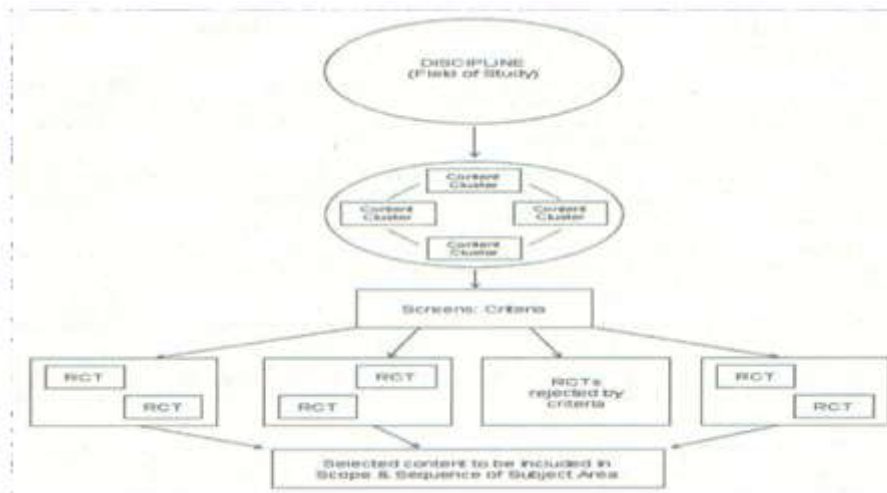 DISCIPLINE
(Field of Study)
Content
Cluster
Content
Cluster
Content
Cluster
Content
Cluster
Screens: Criteria
RCT
RCT
RCT
RCT
RCTs
rejected by
criteria
RCT
RCT
Selected content to be included in
Scope & Sequence of Subject Area